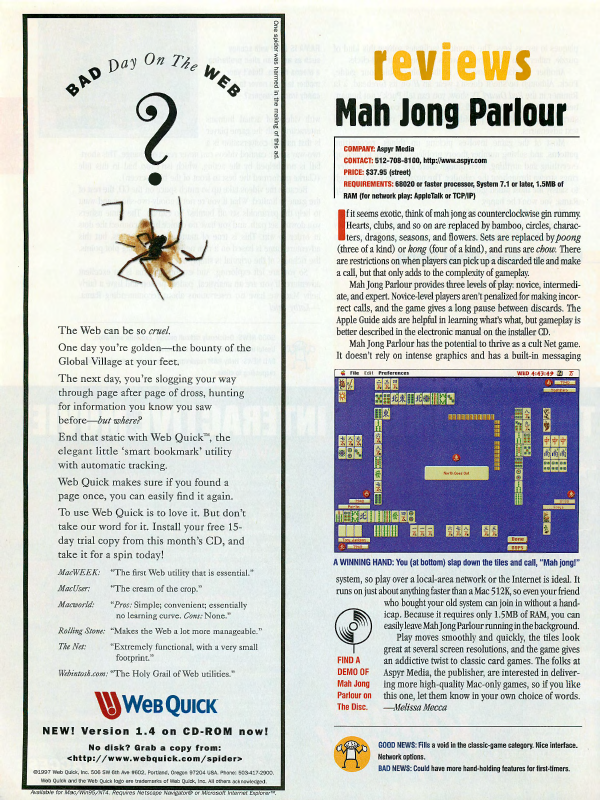 BAD Day On The WEB
?
One spider was harmed in the making of this ad.
The Web can be so cruel.
One day you're golden—the bounty of the
Global Village at your feet.
The next day, you're slogging your way
through page after page of dross, hunting
for information you know you saw
before—but where?
End that static with Web Quick™, the
elegant little 'smart bookmark' utility
with automatic tracking.
Web Quick makes sure if you found a
page once, you can easily find it again.
To use Web Quick is to love it. But don't
take our word for it. Install your free 15-
day trial copy from this month's CD, and
take it for a spin today!
MacWEEK: "The first Web utility that is essential."
MacUser: "The cream of the crop."
Macworld: "Pros: Simple; convenient; essentially
no learning curve. Cons: None."
Rolling Stone: "Makes the Web a lot more manageable."
The Net: "Extremely functional, with a very small
footprint."
Webintosh.com: "The Holy Grail of Web utilities."
WEB QUICK
NEW! Version 1.4 on CD-ROM now!
No disk? Grab a copy from:
<http://www.webquick.com/spider>
©1997 Web Quick, Inc. 506 SW 6th Ave #602, Portland, Oregon 97204 USA. Phone: 503-417-2900.
Web Quick and the Web Quick logo are trademarks of Web Quick, Inc. All others acknowledged.
Available for Mac/Win95/NT4. Requires Netscape Navigator® or Microsoft Internet Explorer™.
reviews
Mah Jong Parlour
COMPANY: Aspyr Media
CONTACT: 512-708-8100, http://www.aspyr.com
PRICE: $37.95 (street)
REQUIREMENTS: 68020 or faster processor, System 7.1 or later, 1.5MB of
RAM (for network play: AppleTalk or TCP/IP)
If it seems exotic, think of mah jong as counterclockwise gin rummy.
Hearts, clubs, and so on are replaced by bamboo, circles, charac-
ters, dragons, seasons, and flowers. Sets are replaced by poong
(three of a kind) or kong (four of a kind), and runs are chow. There
are restrictions on when players can pick up a discarded tile and make
a call, but that only adds to the complexity of gameplay.
Mah Jong Parlour provides three levels of play: novice, intermedi-
ate, and expert. Novice-level players aren't penalized for making incor-
rect calls, and the game gives a long pause between discards. The
Apple Guide aids are helpful in learning what's what, but gameplay is
better described in the electronic manual on the installer CD.
Mah Jong Parlour has the potential to thrive as a cult Net game.
It doesn't rely on intense graphics and has a built-in messaging
File Edit Preferences
WED 4:43:49
A WINNING HAND: You (at bottom) slap down the tiles and call, "Mah jong!"
system, so play over a local-area network or the Internet is ideal. It
runs on just about anything faster than a Mac 512K, so even your friend
who bought your old system can join in without a hand-
icap. Because it requires only 1.5MB of RAM, you can
easily leave Mah Jong Parlour running in the background.
Play moves smoothly and quickly, the tiles look
great at several screen resolutions, and the game gives
an addictive twist to classic card games. The folks at
Aspyr Media, the publisher, are interested in deliver-
ing more high-quality Mac-only games, so if you like
this one, let them know in your own choice of words.
—Melissa Mecca
FIND A
DEMO OF
Mah Jong
Parlour on
The Disc.
GOOD NEWS: Fills a void in the classic-game category. Nice interface.
Network options.
BAD NEWS: Could have more hand-holding features for first-timers.